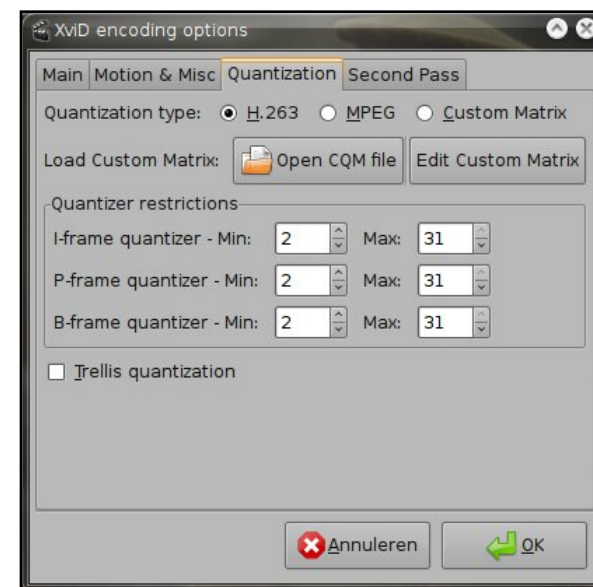 XviD encoding options
Main Motion & Misc Quantization Second Pass
Quantization type: H.263 MPEG Custom Matrix
Load Custom Matrix: Open CQM file Edit Custom Matrix
Quantizer restrictions
I-frame quantizer - Min: 2 Max: 31
P-frame quantizer - Min: 2 Max: 31
B-frame quantizer - Min: 2 Max: 31
Trellis quantization
Annuleren OK